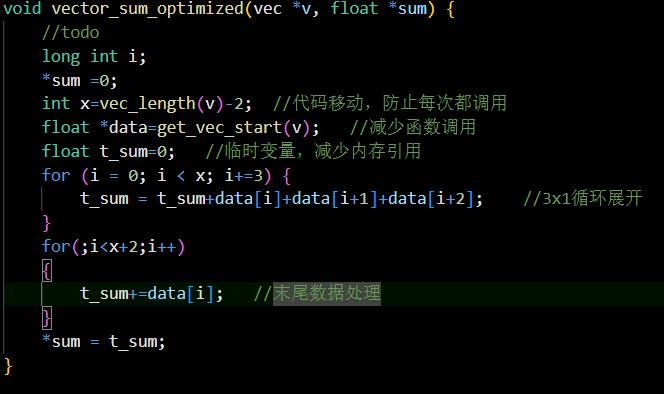 void vector_sum_optimized(vec *v, float *sum) {
//todo
long int i;
*sum =0;
int x=vec_length(v)-2;  //代码移动，防止每次都调用
float *data=get_vec_start(v);   //减少函数调用
float t_sum=0;   //临时变量，减少内存引用
for (i = 0; i < x; i+=3) {
t_sum = t_sum+data[i]+data[i+1]+data[i+2];    //3x1循环展开
}
for(;i<x+2;i++)
{
t_sum+=data[i];   //末尾数据处理
}
*sum = t_sum;
}